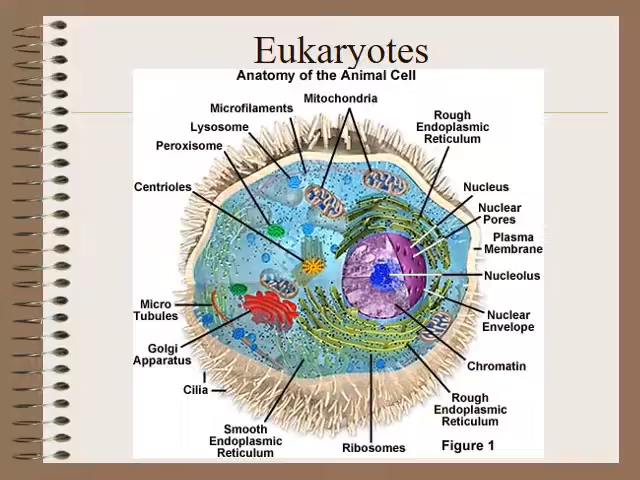 Eukaryotes
Anatomy of the Animal Cell
Mitochondria
Microfilaments
Lysosome
Peroxisome
Centrioles
Rough
Endoplasmic
Reticulum
Nucleus
Nuclear
Pores
Plasma
Membrane
Nucleolus
Nuclear
Envelope
Chromatin
Rough
Endoplasmic
Reticulum
Micro
Tubules
Golgi
Apparatus
Cilia
Smooth
Endoplasmic
Reticulum
Ribosomes
Figure 1